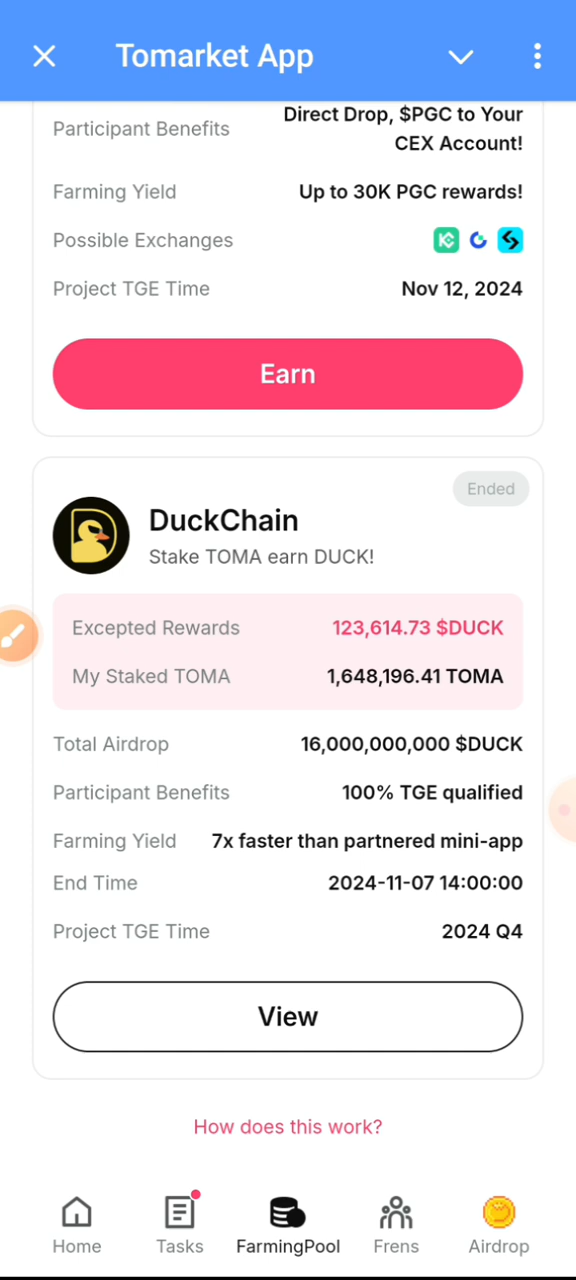 Tomarket App
Participant Benefits
Direct Drop, $PGC to Your
CEX Account!
Farming Yield Up to 30K PGC rewards!
Possible Exchanges
Project TGE Time Nov 12, 2024
Earn
Ended
DuckChain
Stake TOMA earn DUCK!
Excepted Rewards 123,614.73 $DUCK
My Staked TOMA 1,648,196.41 TOMA
Total Airdrop 16,000,000,000 $DUCK
Participant Benefits 100% TGE qualified
Farming Yield 7x faster than partnered mini-app
End Time 2024-11-07 14:00:00
Project TGE Time 2024 Q4
View
How does this work?
Home Tasks FarmingPool Frens Airdrop